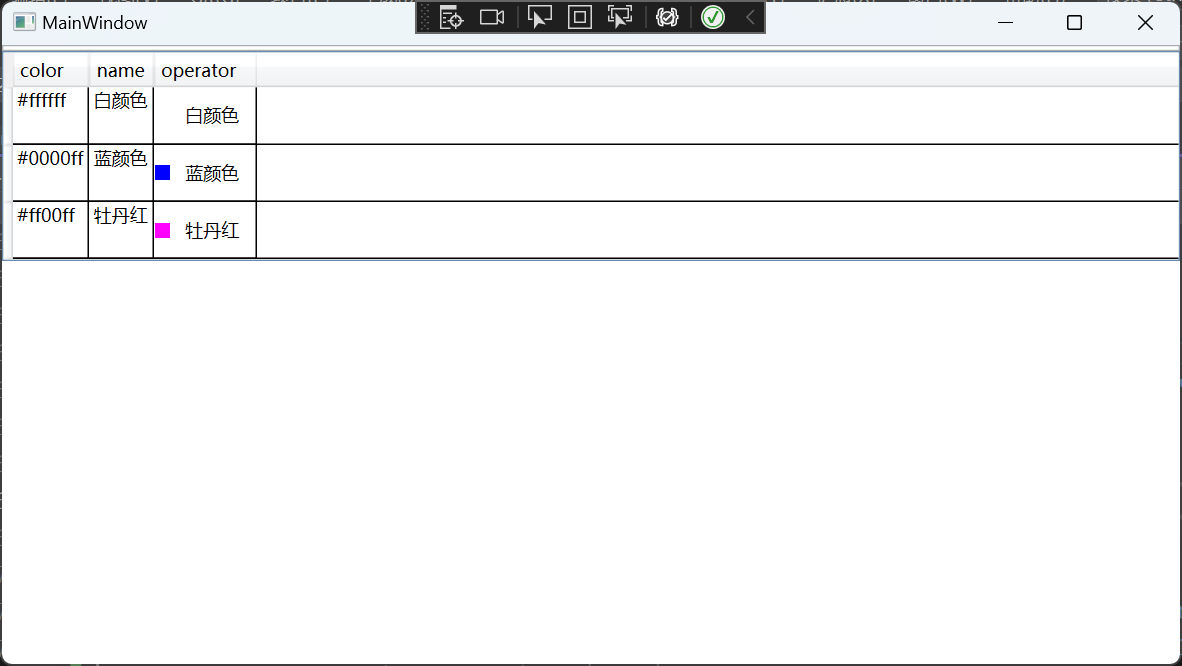 MainWindow
color name operator
#ffffff 白颜色 白颜色
#0000ff 蓝颜色 蓝颜色
#ff00ff 牡丹红 牡丹红